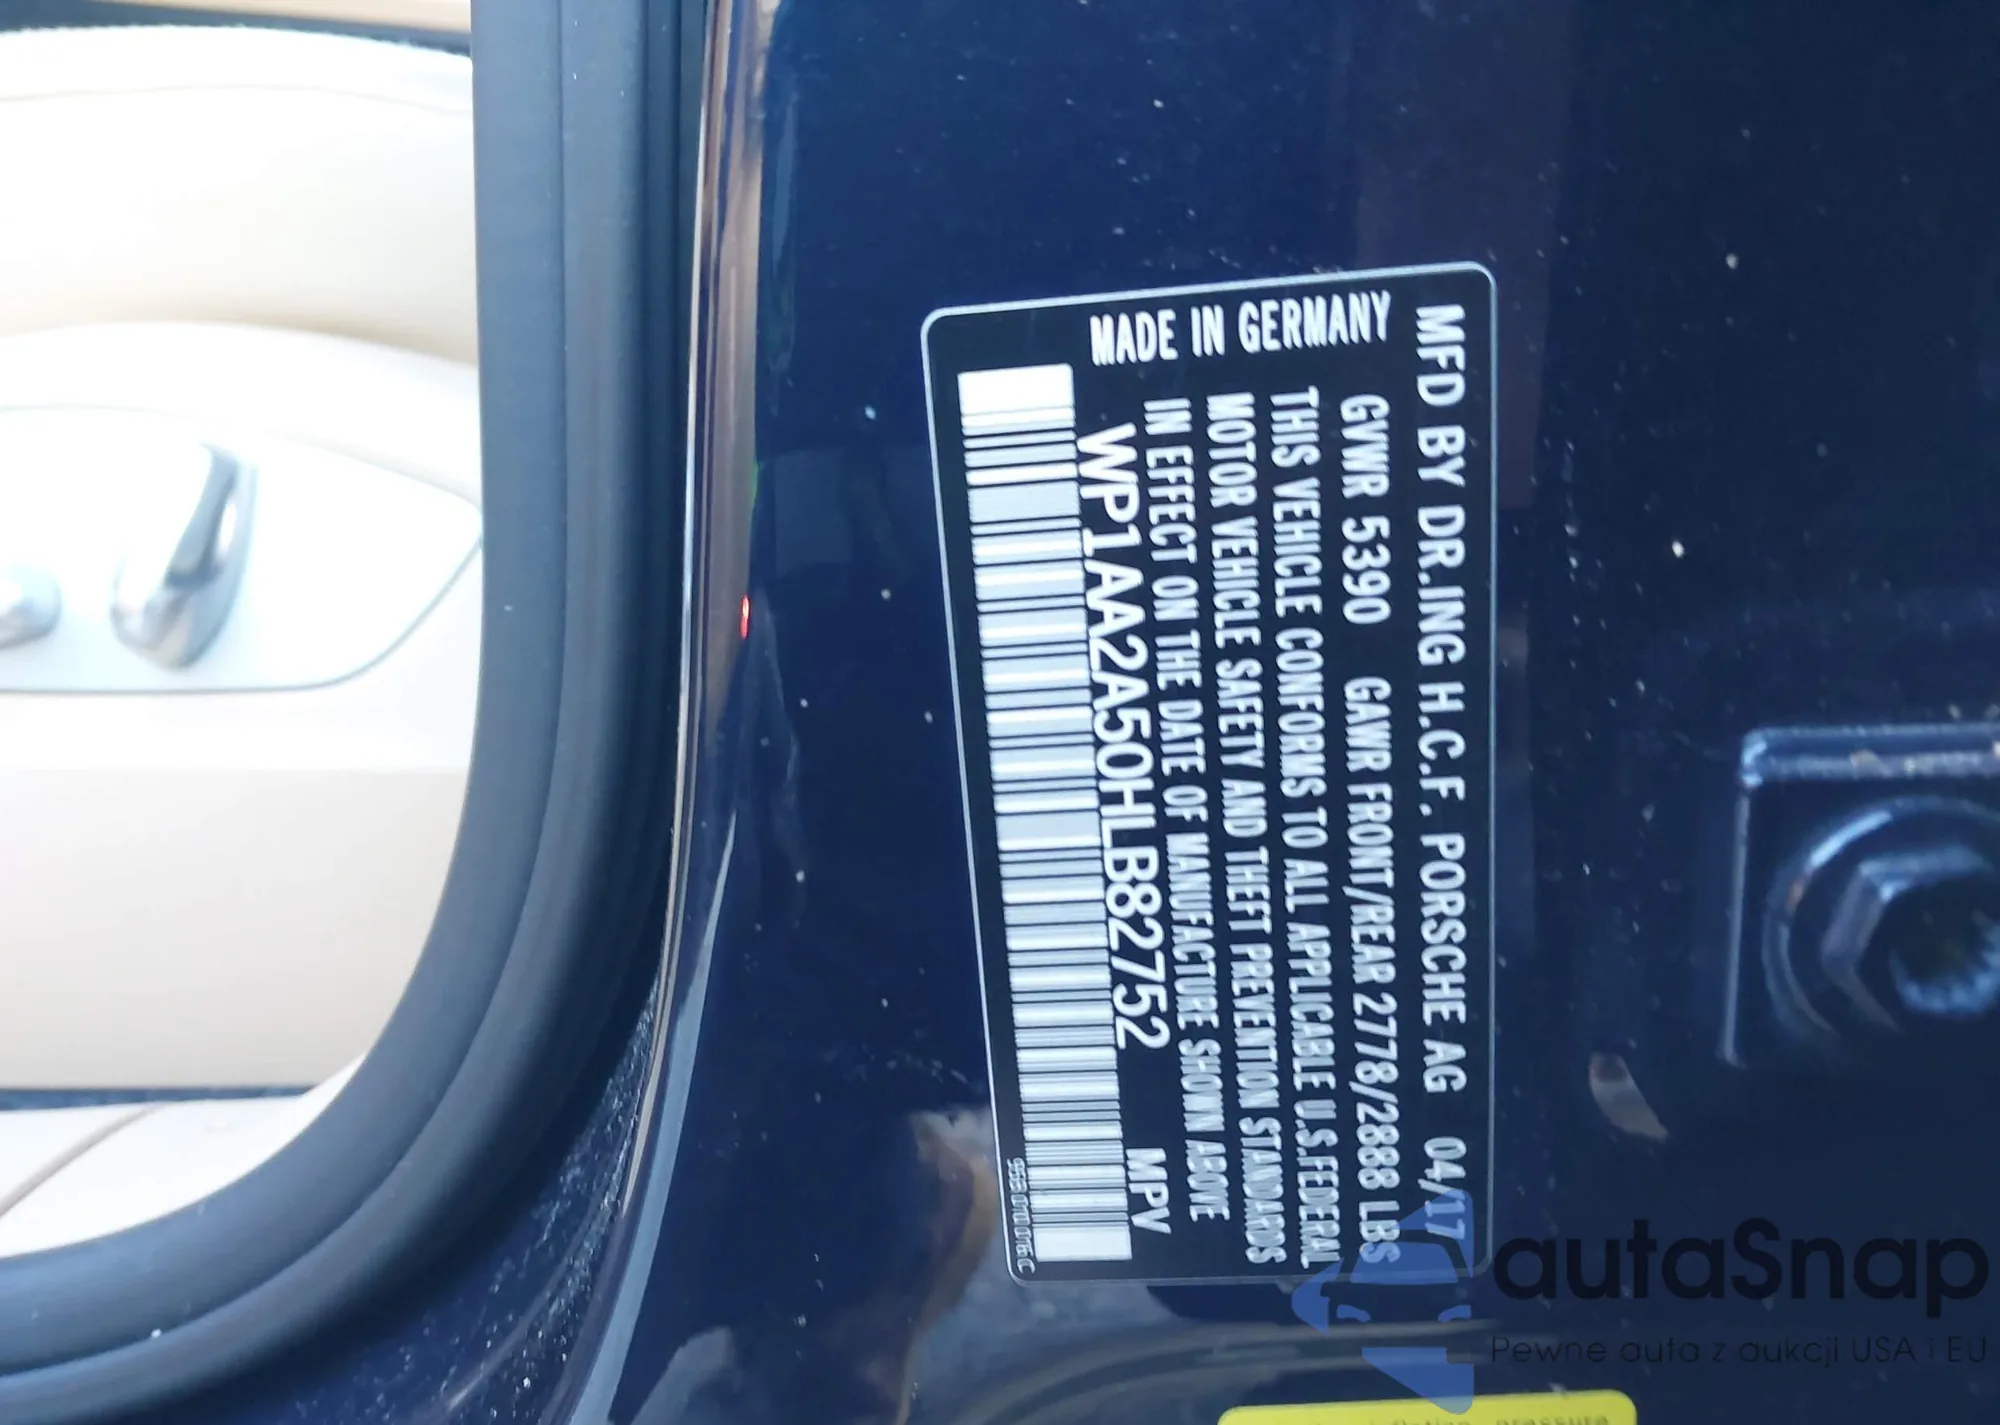 MFD BY DR.ING H.C.F. PORSCHE AG 04/17
GVWR 5390 GAWR FRONT/REAR 2778/2888 LBS
THIS VEHICLE CONFORMS TO ALL APPLICABLE U.S.FEDERAL
MOTOR VEHICLE SAFETY AND THEFT PREVENTION STANDARDS
IN EFFECT ON THE DATE OF MANUFACTURE SHOWN ABOVE
MADE IN GERMANY
WP1AA2A50HLB82752 MPV
autaSnap
Pewne auta z aukcji USA i EU
pressure